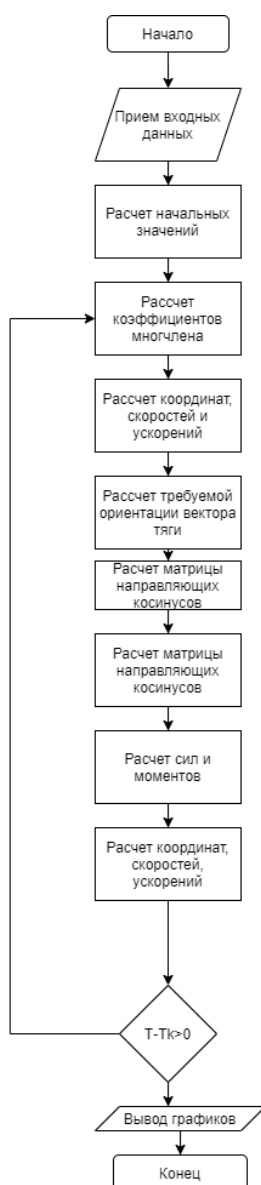 Начало
Прием входных
данных
Расчет начальных
значений
Рассчет
коэффициентов
многчлена
Рассчет координат,
скоростей и
ускорений
Рассчет требуемой
ориентации вектора
тяги
Расчет матрицы
направляющих
косинусов
Расчет матрицы
направляющих
косинусов
Расчет сил и
моментов
Расчет координат,
скоростей,
ускорений
T-Tk>0
Вывод графиков
Конец